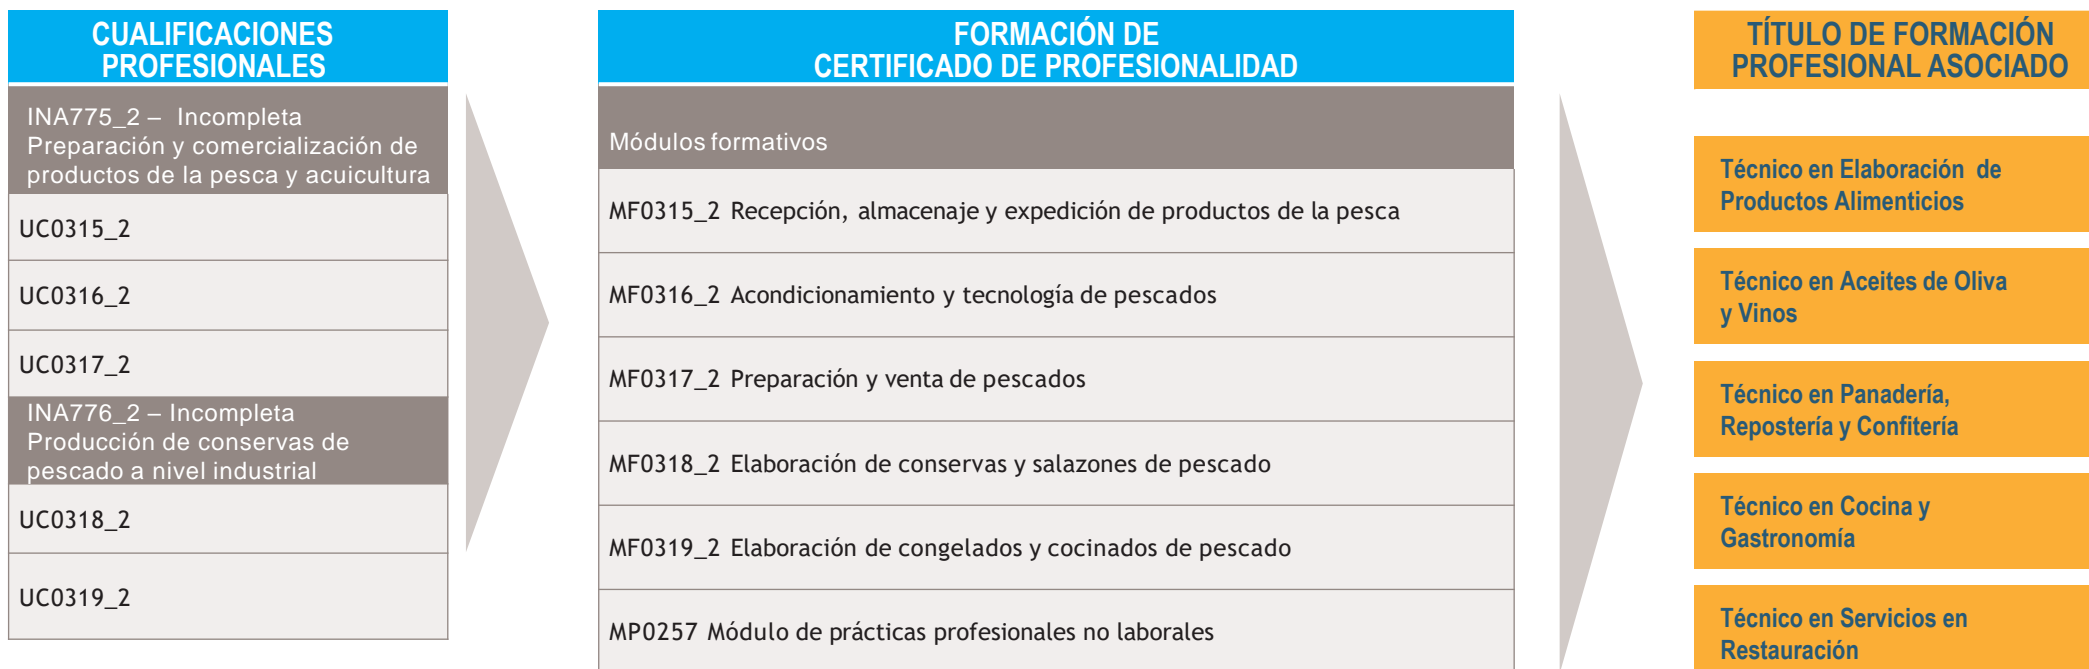 CUALIFICACIONES
PROFESIONALES
INA775_2 – Incompleta
Preparación y comercialización de
productos de la pesca y acuicultura
UC0315_2
UC0316_2
UC0317_2
INA776_2 – Incompleta
Producción de conservas de
pescado a nivel industrial
UC0318_2
UC0319_2
FORMACIÓN DE
CERTIFICADO DE PROFESIONALIDAD
Módulos formativos
MF0315_2 Recepción, almacenaje y expedición de productos de la pesca
MF0316_2 Acondicionamiento y tecnología de pescados
MF0317_2 Preparación y venta de pescados
MF0318_2 Elaboración de conservas y salazones de pescado
MF0319_2 Elaboración de congelados y cocinados de pescado
MP0257 Módulo de prácticas profesionales no laborales
TÍTULO DE FORMACIÓN
PROFESIONAL ASOCIADO
Técnico en Elaboración de
Productos Alimenticios
Técnico en Aceites de Oliva
y Vinos
Técnico en Panadería,
Repostería y Confitería
Técnico en Cocina y
Gastronomía
Técnico en Servicios en
Restauración